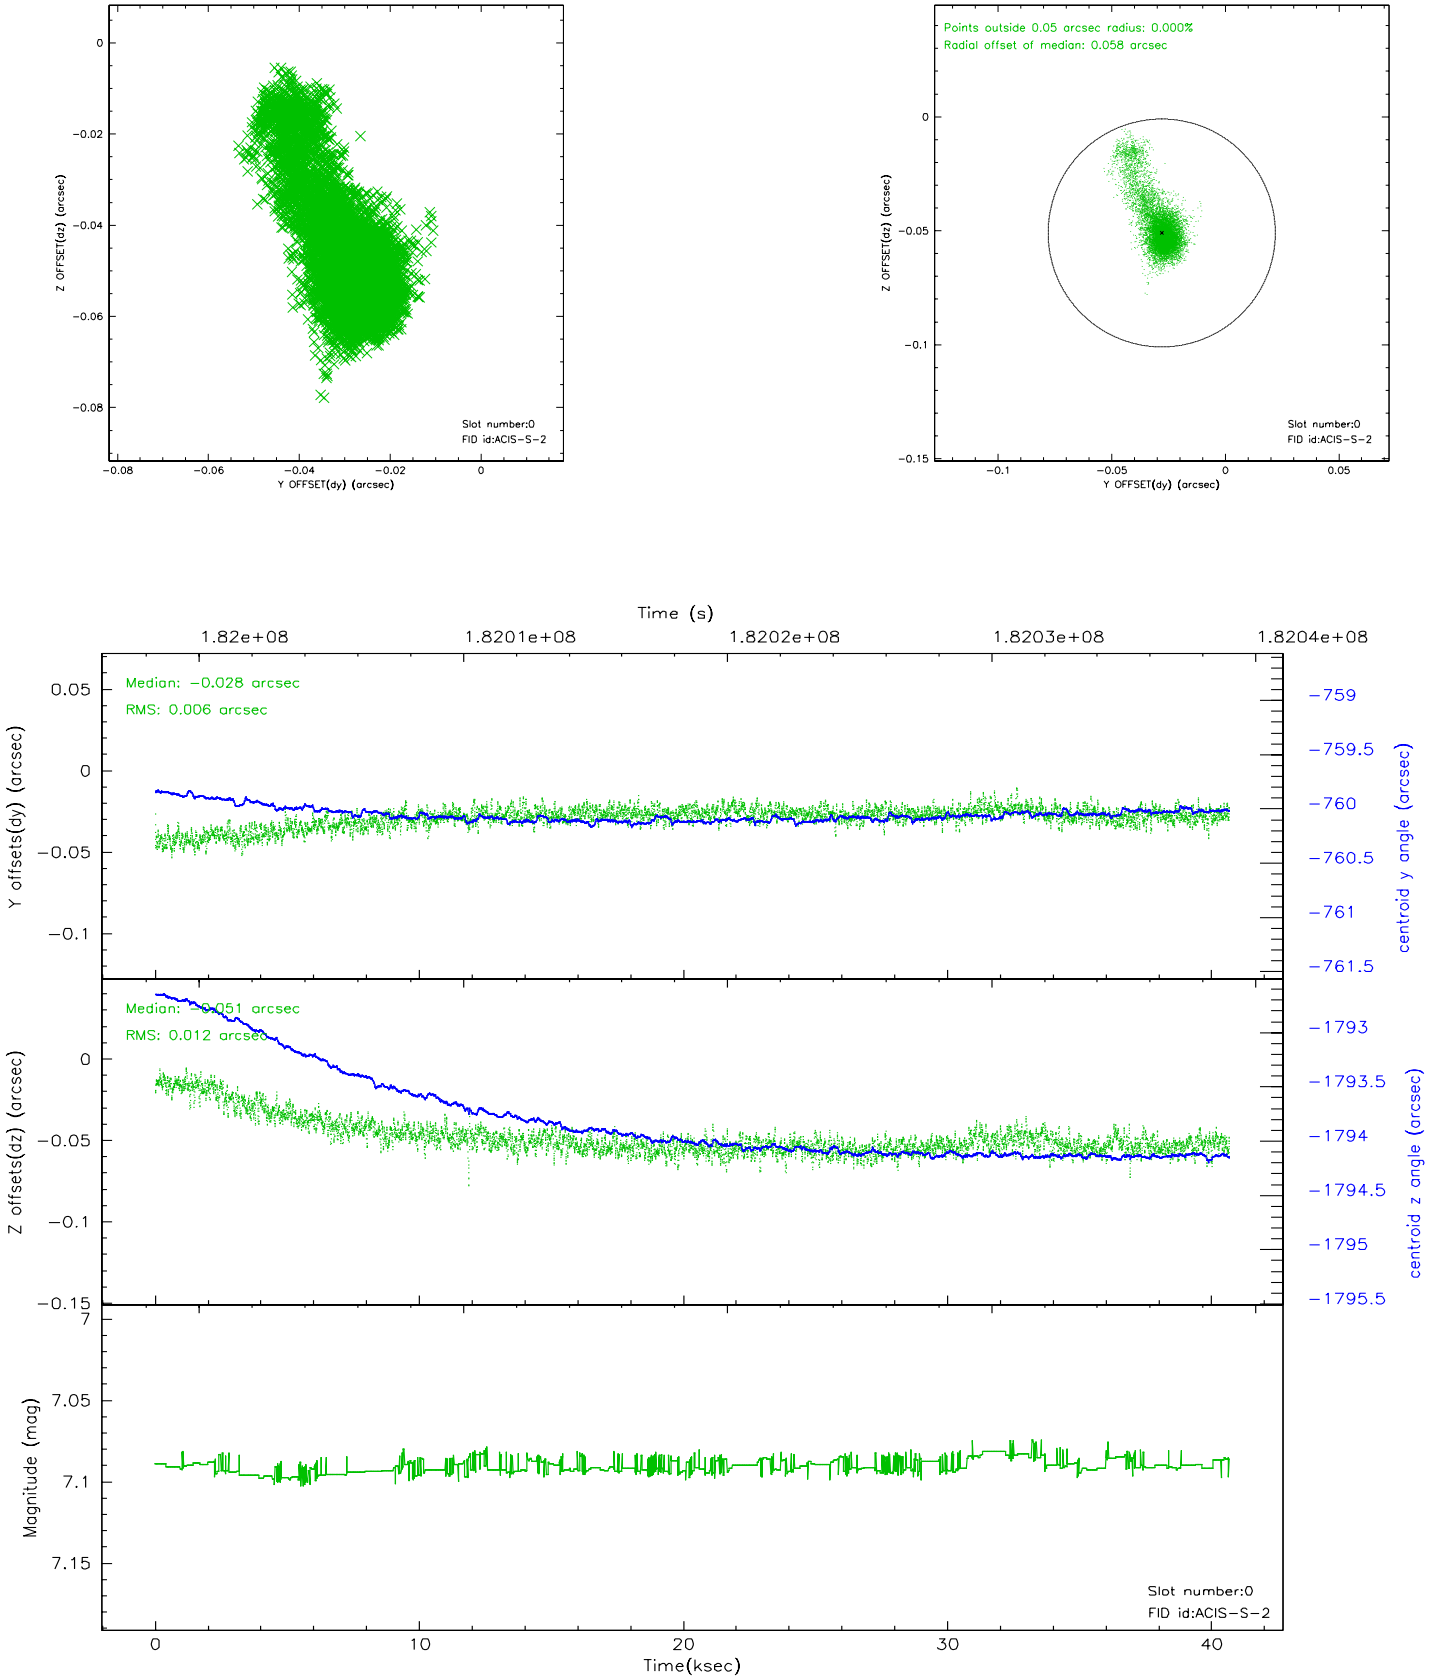 0
−0.02
−0.04
−0.06
−0.08
Z OFFSET(dz) (arcsec)
Slot number:0
FID id:ACIS−S−2
−0.08 −0.06 −0.04 −0.02 0
Y OFFSET(dy) (arcsec)
Points outside 0.05 arcsec radius: 0.000%
Radial offset of median: 0.058 arcsec
0
−0.05
−0.1
−0.15
Z OFFSET(dz) (arcsec)
Slot number:0
FID id:ACIS−S−2
−0.1 −0.05 0 0.05
Y OFFSET(dy) (arcsec)
Time (s)
1.82e+08 1.8201e+08 1.8202e+08 1.8203e+08 1.8204e+08
Median: −0.028 arcsec
RMS: 0.006 arcsec
0.05
0
−0.05
−0.1
Y offsets(dy) (arcsec)
−759
−759.5
−760
−760.5
−761
−761.5
centroid y angle (arcsec)
Median: −0.051 arcsec
RMS: 0.012 arcsec
0
−0.05
−0.1
−0.15
Z offsets(dz) (arcsec)
−1793
−1793.5
−1794
−1794.5
−1795
−1795.5
centroid z angle (arcsec)
7
7.05
7.1
7.15
Magnitude (mag)
Slot number:0
FID id:ACIS−S−2
0 10 20 30 40
Time(ksec)